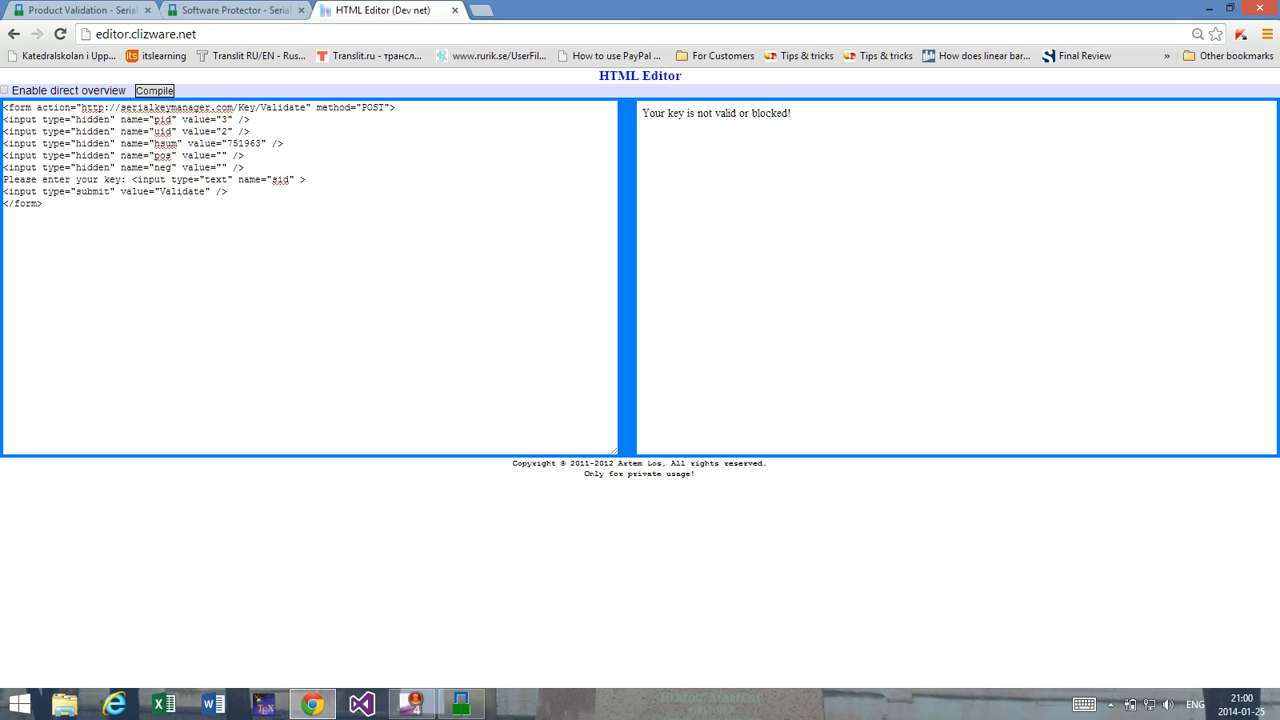 Product Validation - Serial
Software Protector - Serial
HTML Editor (Dev net)
editor.clizware.net
Katedralskolan i Upp...
its itslearning
Translit RU/EN - Rus...
Translit.ru - трансл...
www.rurik.se/UserFil...
How to use PayPal ...
For Customers
Tips & tricks
Tips & tricks
How does linear bar...
Final Review
»
Other bookmarks
HTML Editor
Enable direct overview
Compile
<form action="http://serialkeymanager.com/Key/Validate" method="POST">
<input type="hidden" name="pid" value="3" />
<input type="hidden" name="uid" value="2" />
<input type="hidden" name="hsum" value="751963" />
<input type="hidden" name="pos" value="" />
<input type="hidden" name="neg" value="" />
Please enter your key: <input type="text" name="sid" >
<input type="submit" value="Validate" />
</form>
Your key is not valid or blocked!
Copyright © 2011-2012 Artem Los, All rights reserved.
Only for private usage!
ENG
21:00
2014-01-25